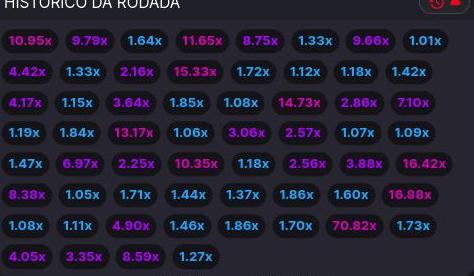 HISTÓRICO DA RODADA
10.95x 9.79x 1.64x 11.65x 8.75x 1.33x 9.66x 1.01x
4.42x 1.33x 2.16x 15.33x 1.72x 1.12x 1.18x 1.42x
4.17x 1.15x 3.64x 1.85x 1.08x 14.73x 2.86x 7.10x
1.19x 1.84x 13.17x 1.06x 3.06x 2.57x 1.07x 1.09x
1.47x 6.97x 2.25x 10.35x 1.18x 2.56x 3.88x 16.42x
8.38x 1.05x 1.71x 1.44x 1.37x 1.86x 1.60x 16.88x
1.08x 1.11x 4.90x 1.46x 1.86x 1.70x 70.82x 1.73x
4.05x 3.35x 8.59x 1.27x